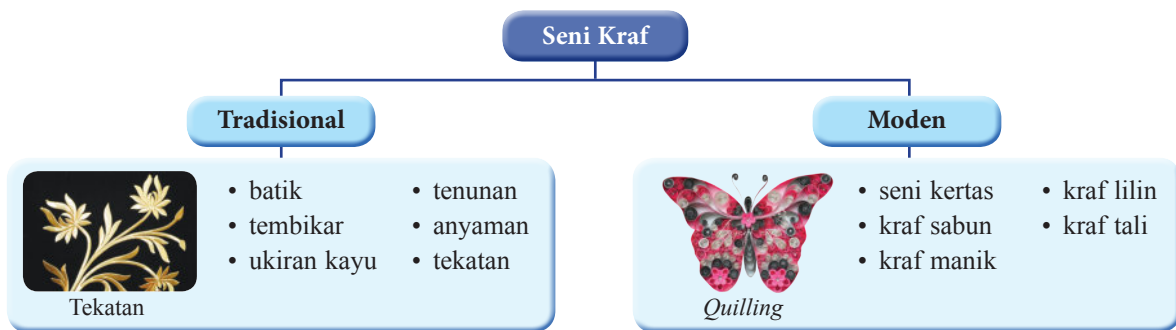 Seni Kraf
Tradisional
• batik
• tembikar
• ukiran kayu
• tenunan
• anyaman
• tekatan
Tekatan
Moden
• seni kertas
• kraf sabun
• kraf manik
• kraf lilin
• kraf tali
Quilling